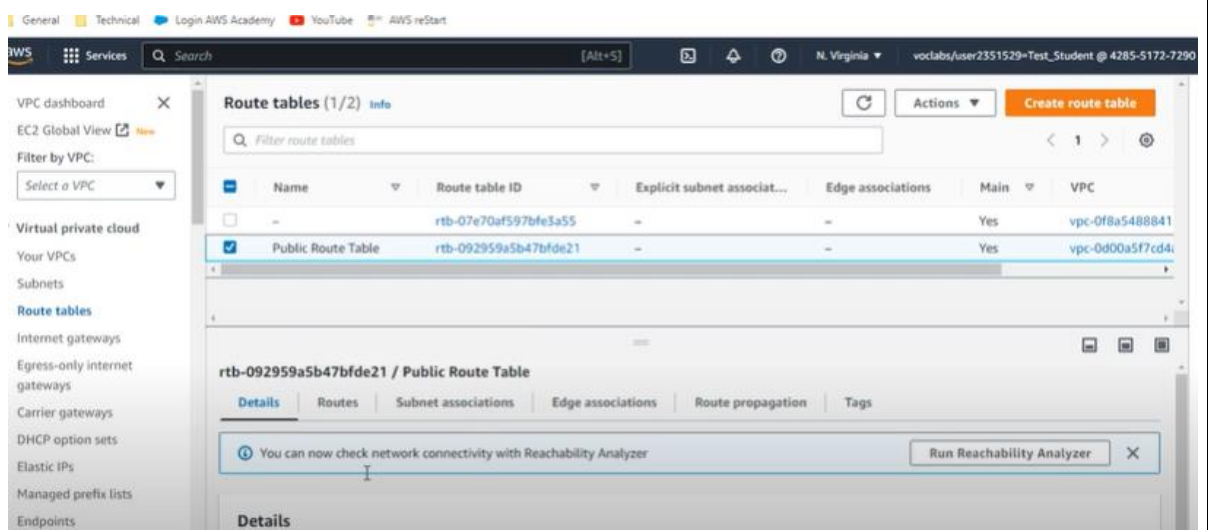 General Technical Login AWS Academy YouTube AWS reStart
aws Services Search [Alt+S] N. Virginia voclabs/user2351529=Test_Student @ 4285-5172-7290
VPC dashboard
EC2 Global View New
Filter by VPC:
Select a VPC
Virtual private cloud
Your VPCs
Subnets
Route tables
Internet gateways
Egress-only internet
gateways
Carrier gateways
DHCP option sets
Elastic IPs
Managed prefix lists
Endpoints
Route tables (1/2) Info
Actions Create route table
Filter route tables
1
Name Route table ID Explicit subnet associat... Edge associations Main VPC
– rtb-07e70af597bfe3a55 – – Yes vpc-0f8a5488841
Public Route Table rtb-092959a5b47bfde21 – – Yes vpc-0d00a5f7cd4
rtb-092959a5b47bfde21 / Public Route Table
Details Routes Subnet associations Edge associations Route propagation Tags
You can now check network connectivity with Reachability Analyzer Run Reachability Analyzer
Details